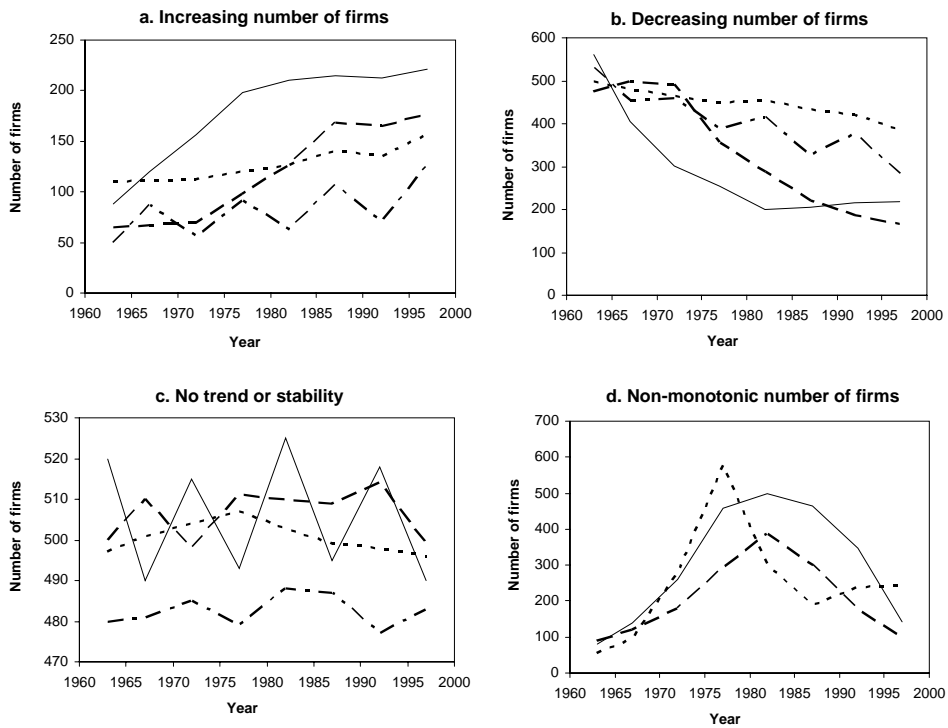 a. Increasing number of firms
250
200
150
100
50
0
Number of firms
1960 1965 1970 1975 1980 1985 1990 1995 2000
Year
b. Decreasing number of firms
600
500
400
300
200
100
0
Number of firms
1960 1965 1970 1975 1980 1985 1990 1995 2000
Year
c. No trend or stability
530
520
510
500
490
480
470
Number of firms
1960 1965 1970 1975 1980 1985 1990 1995 2000
Year
d. Non-monotonic number of firms
700
600
500
400
300
200
100
0
Number of firms
1960 1965 1970 1975 1980 1985 1990 1995 2000
Year